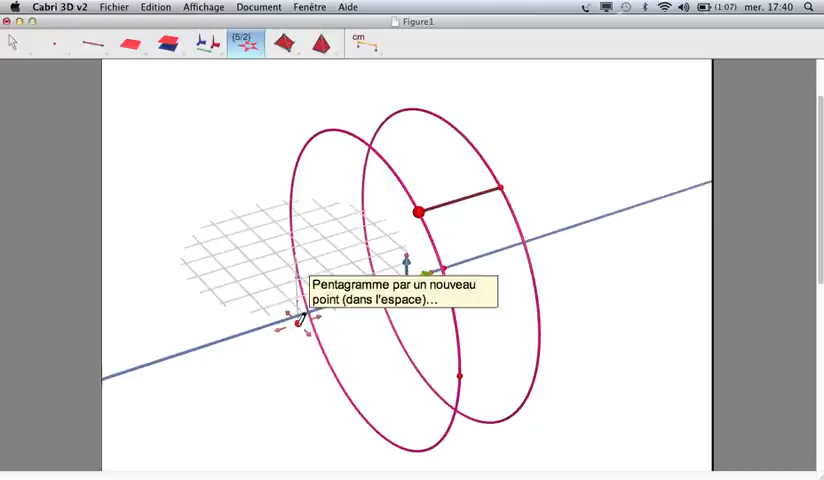 Cabri 3D v2 Fichier Edition Affichage Document Fenêtre Aide (1:07) mer. 17:40
Figure1
{5/2} cm
Pentagramme par un nouveau
point (dans l'espace)...